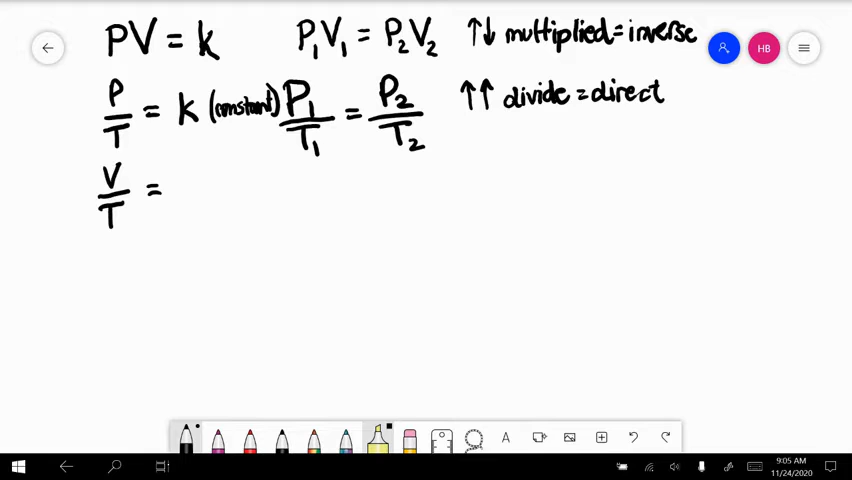 PV = k P₁V₁ = P₂V₂ ↑↓ multiplied = inverse
HB
P/T = k (constant) P₁/T₁ = P₂/T₂ ↑↑ divide = direct
V/T =
A
9:05 AM
11/24/2020